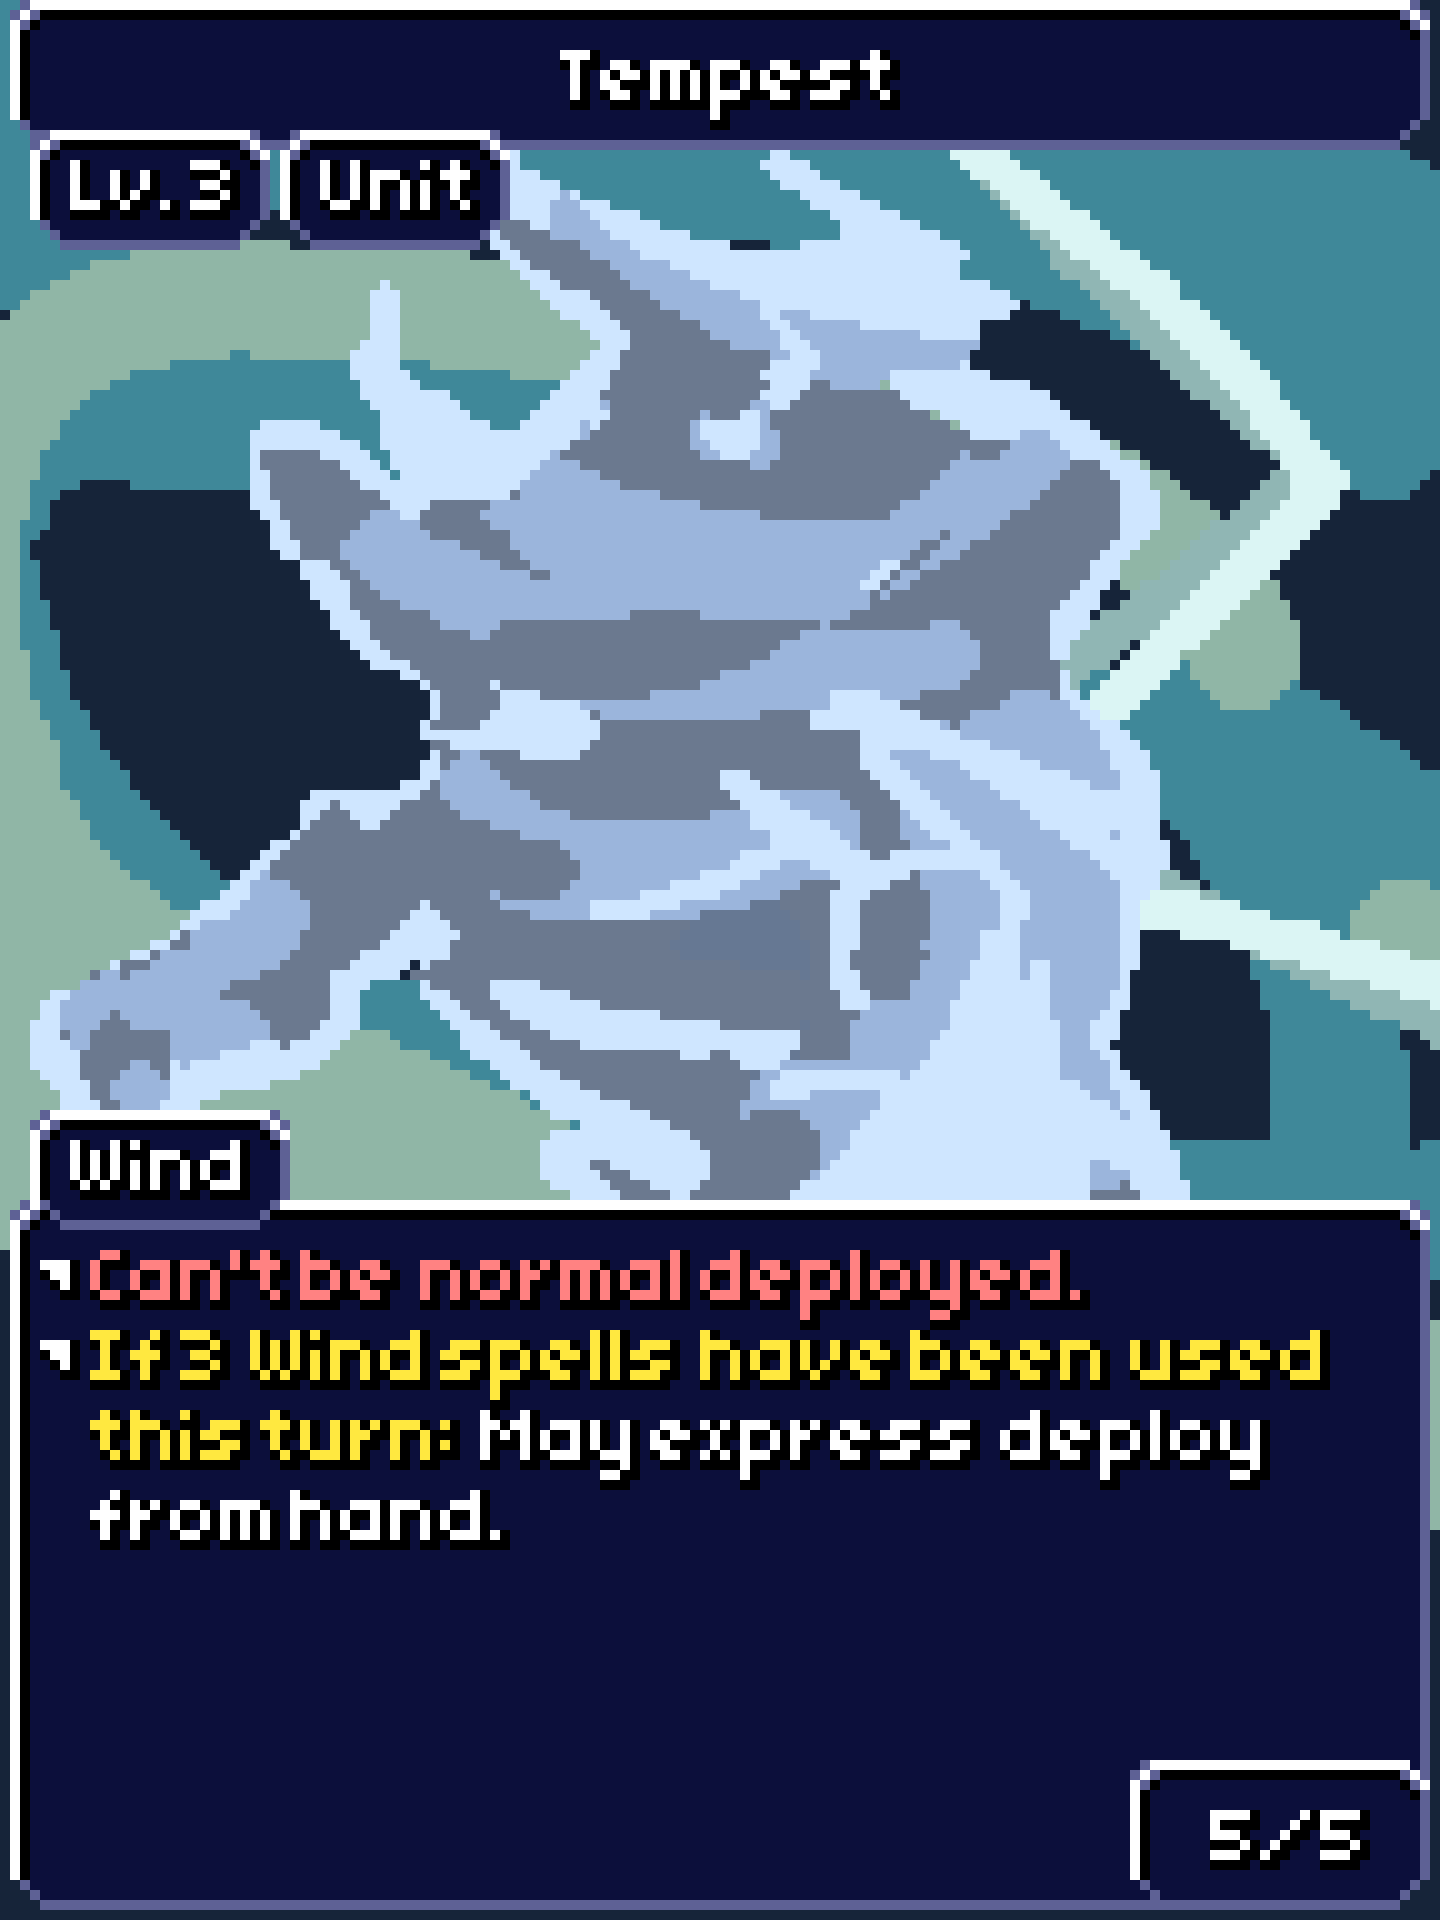 Tempest
Lv.3 Unit
Wind
Can't be normal deployed.
If 3 Wind spells have been used
this turn: May express deploy
from hand.
5/5